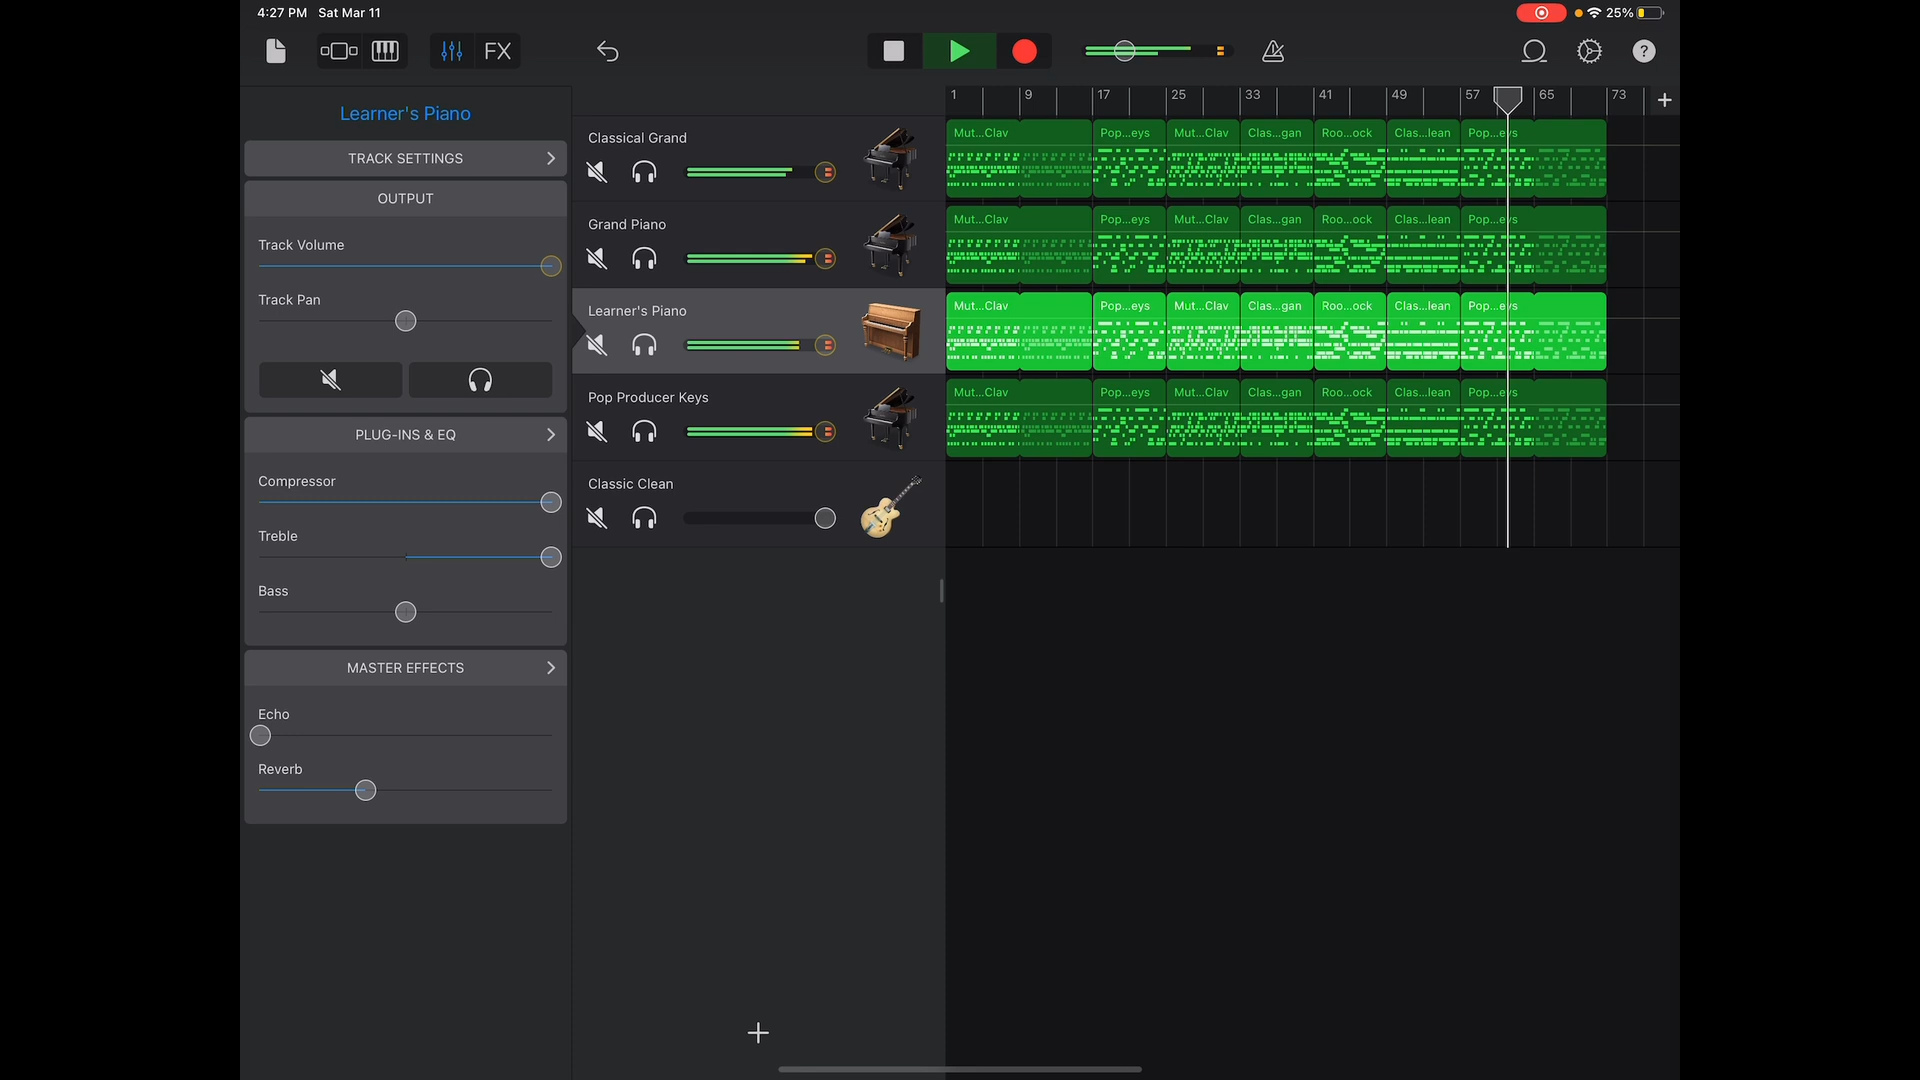 4:27 PM Sat Mar 11
25%
FX
?
Learner's Piano
TRACK SETTINGS
OUTPUT
Track Volume
Track Pan
PLUG-INS & EQ
Compressor
Treble
Bass
MASTER EFFECTS
Echo
Reverb
1 9 17 25 33 41 49 57 65 73
Classical Grand
Mut...Clav Pop...eys Mut...Clav Clas...gan Roo...ock Clas...lean Pop...eys
Grand Piano
Mut...Clav Pop...eys Mut...Clav Clas...gan Roo...ock Clas...lean Pop...eys
Learner's Piano
Mut...Clav Pop...eys Mut...Clav Clas...gan Roo...ock Clas...lean Pop...eys
Pop Producer Keys
Mut...Clav Pop...eys Mut...Clav Clas...gan Roo...ock Clas...lean Pop...eys
Classic Clean